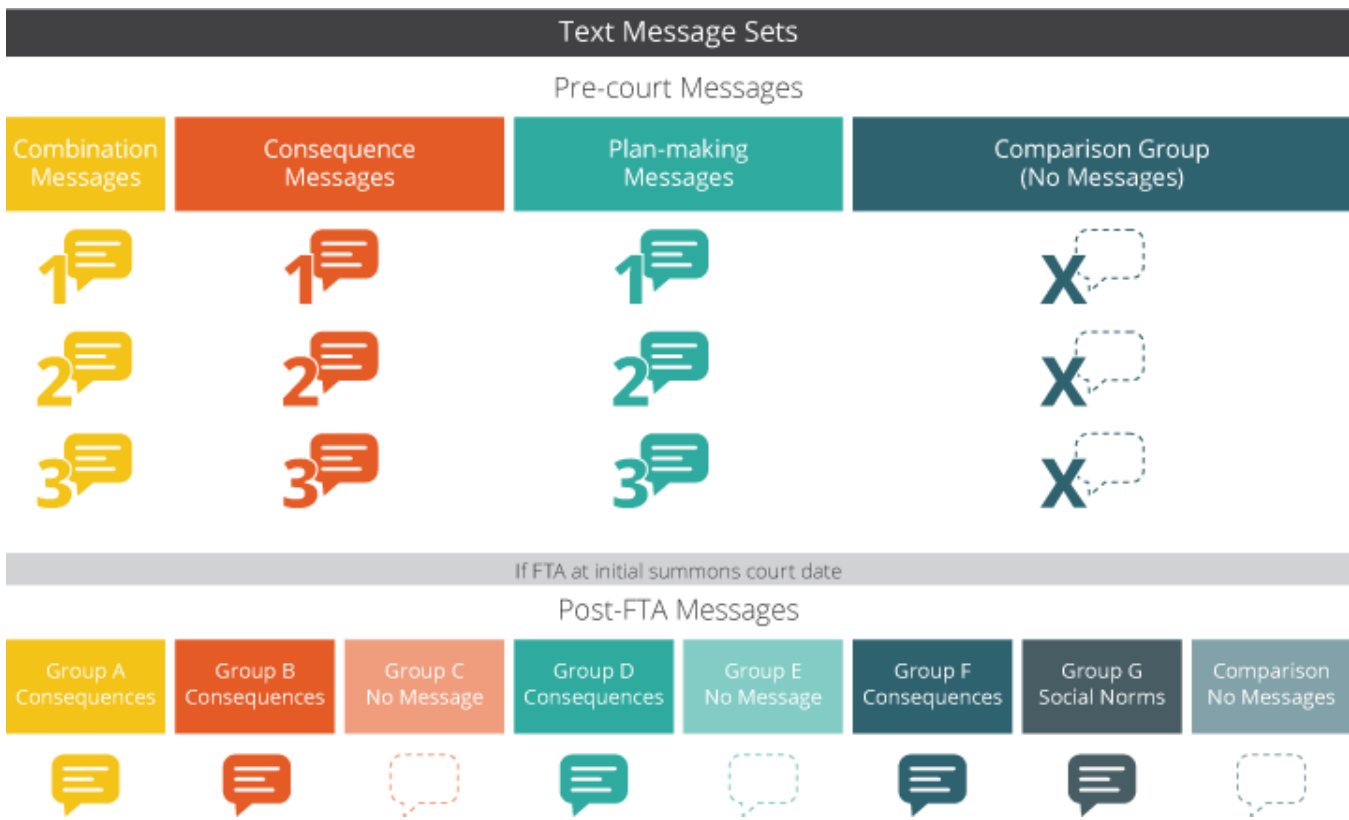 Text Message Sets
Pre-court Messages
Combination
Messages
Consequence
Messages
Plan-making
Messages
Comparison Group
(No Messages)
1
1
1
X
2
2
2
X
3
3
3
X
If FTA at initial summons court date
Post-FTA Messages
Group A
Consequences
Group B
Consequences
Group C
No Message
Group D
Consequences
Group E
No Message
Group F
Consequences
Group G
Social Norms
Comparison
No Messages